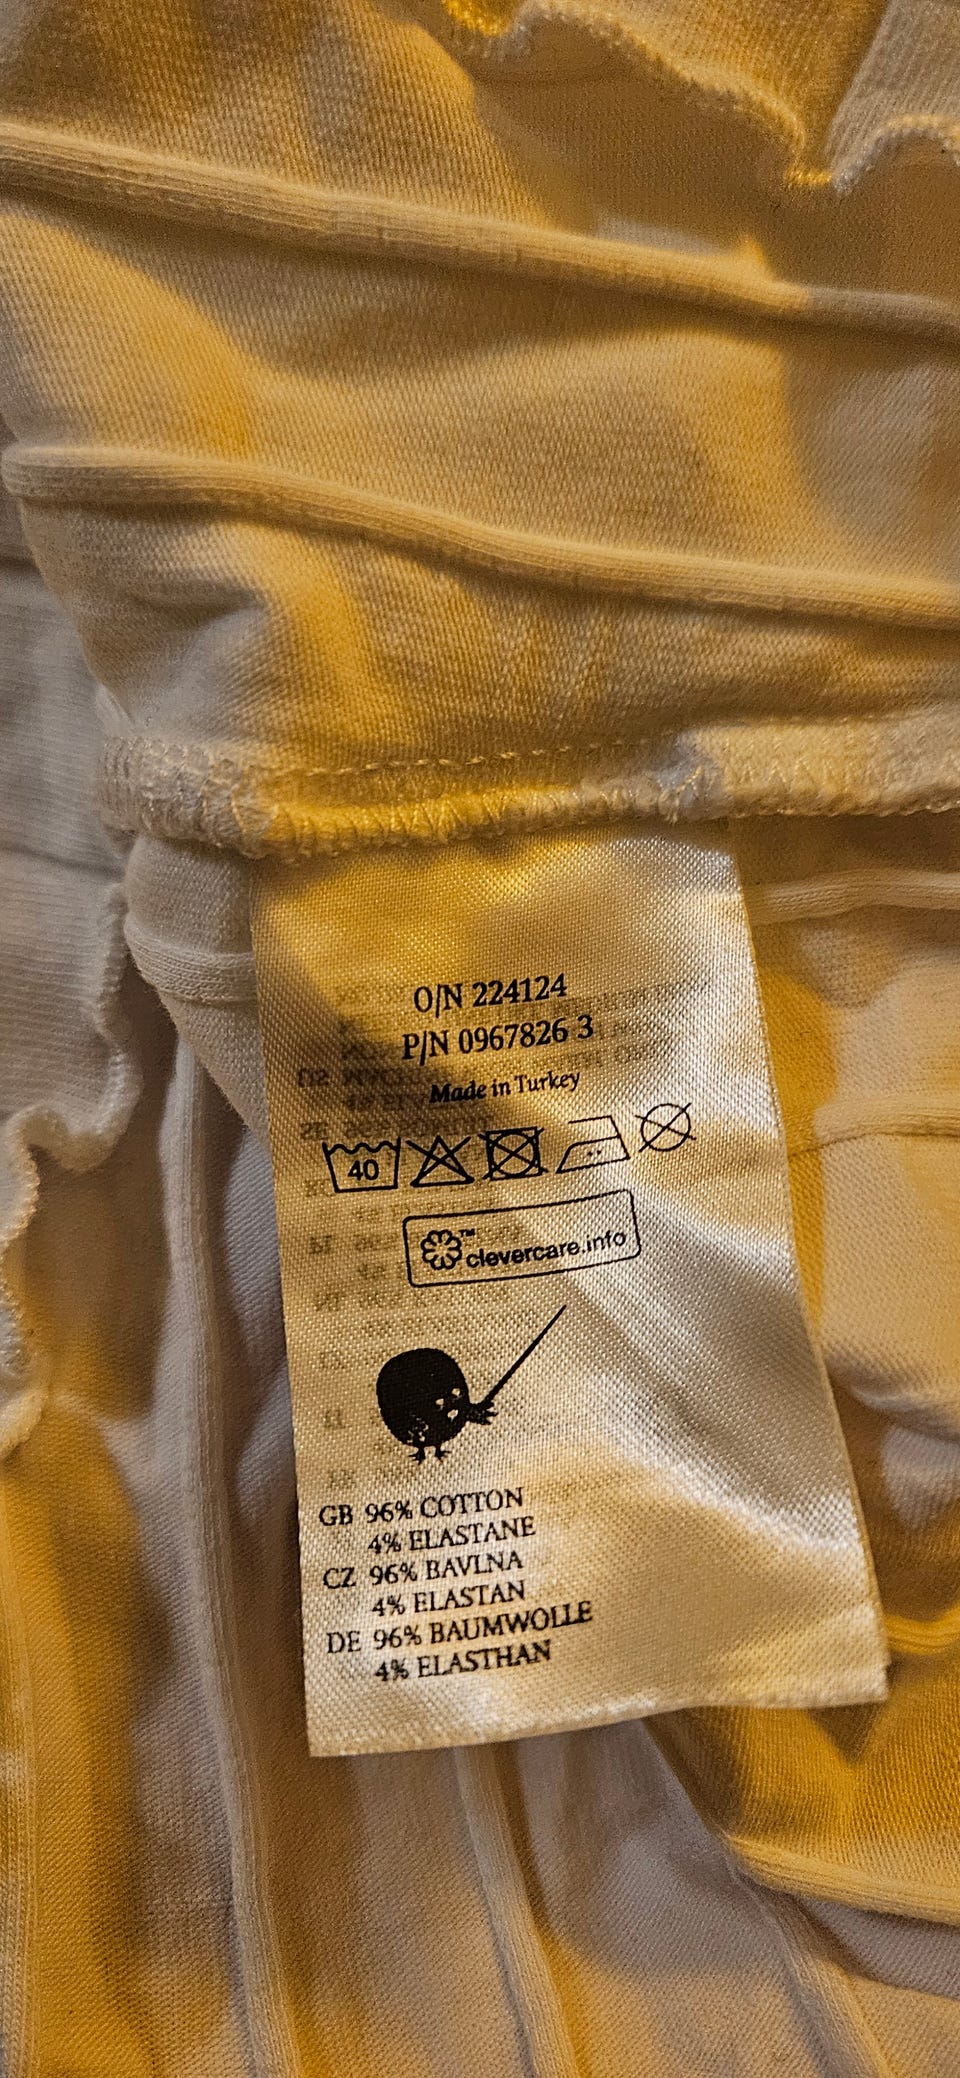 O/N 224124
P/N 0967826 3
Made in Turkey
40
™
clevercare.info
GB 96% COTTON
4% ELASTANE
CZ 96% BAVLNA
4% ELASTAN
DE 96% BAUMWOLLE
4% ELASTHAN